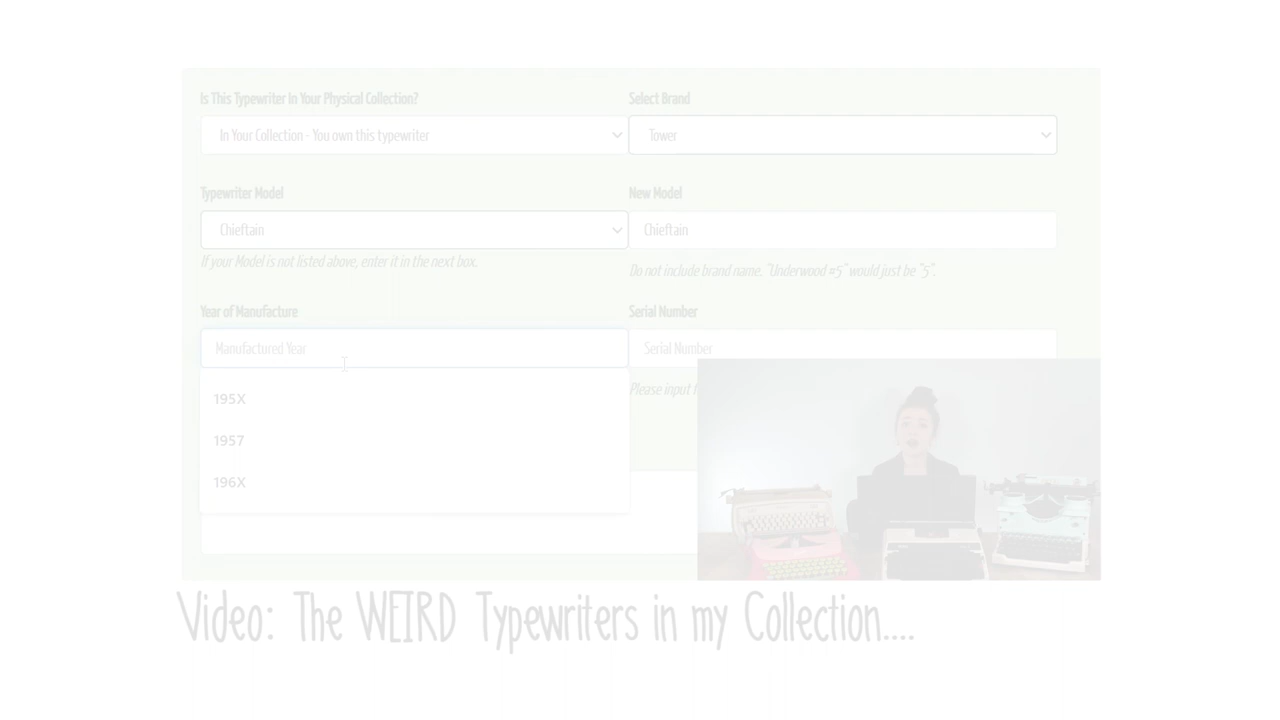 Is This Typewriter In Your Physical Collection?
Select Brand
In Your Collection - You own this typewriter
Tower
Typewriter Model
New Model
Chieftain
Chieftain
If your Model is not listed above, enter it in the next box.
Do not include brand name. "Underwood #5" would just be "5".
Year of Manufacture
Serial Number
Manufactured Year
Serial Number
Please input
195X
1957
196X
Video: The WEIRD Typewriters in my Collection....